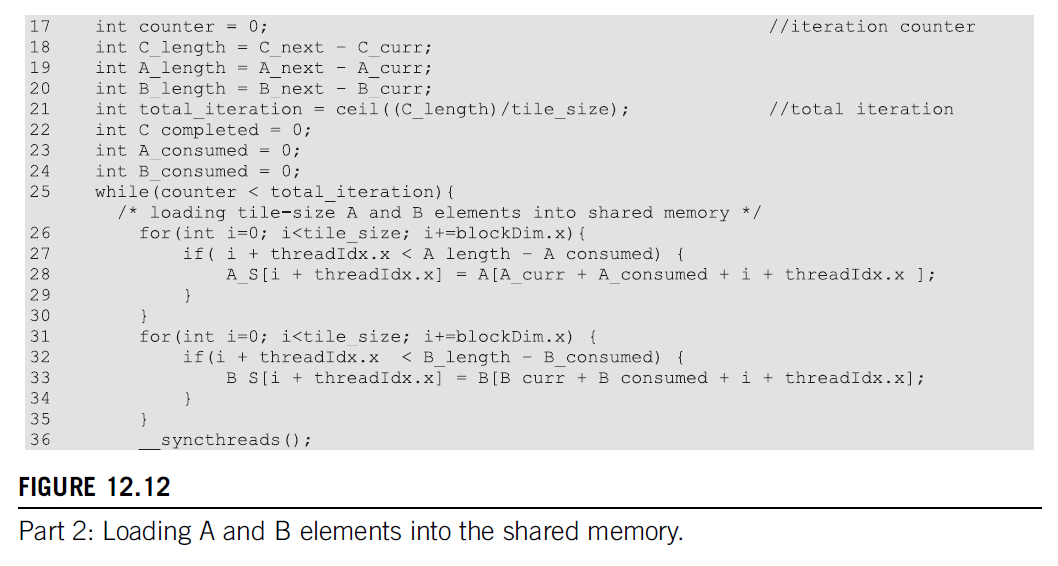 17 int counter = 0; //iteration counter
18 int C_length = C_next - C_curr;
19 int A_length = A_next - A_curr;
20 int B_length = B_next - B_curr;
21 int total_iteration = ceil((C_length)/tile_size); //total iteration
22 int C_completed = 0;
23 int A_consumed = 0;
24 int B_consumed = 0;
25 while(counter < total_iteration){
/* loading tile-size A and B elements into shared memory */
26 for(int i=0; i<tile_size; i+=blockDim.x){
27 if( i + threadIdx.x < A_length - A_consumed) {
28 A_S[i + threadIdx.x] = A[A_curr + A_consumed + i + threadIdx.x ];
29 }
30 }
31 for(int i=0; i<tile_size; i+=blockDim.x) {
32 if(i + threadIdx.x < B_length - B_consumed) {
33 B_S[i + threadIdx.x] = B[B_curr + B_consumed + i + threadIdx.x];
34 }
35 }
36 __syncthreads();
FIGURE 12.12
Part 2: Loading A and B elements into the shared memory.